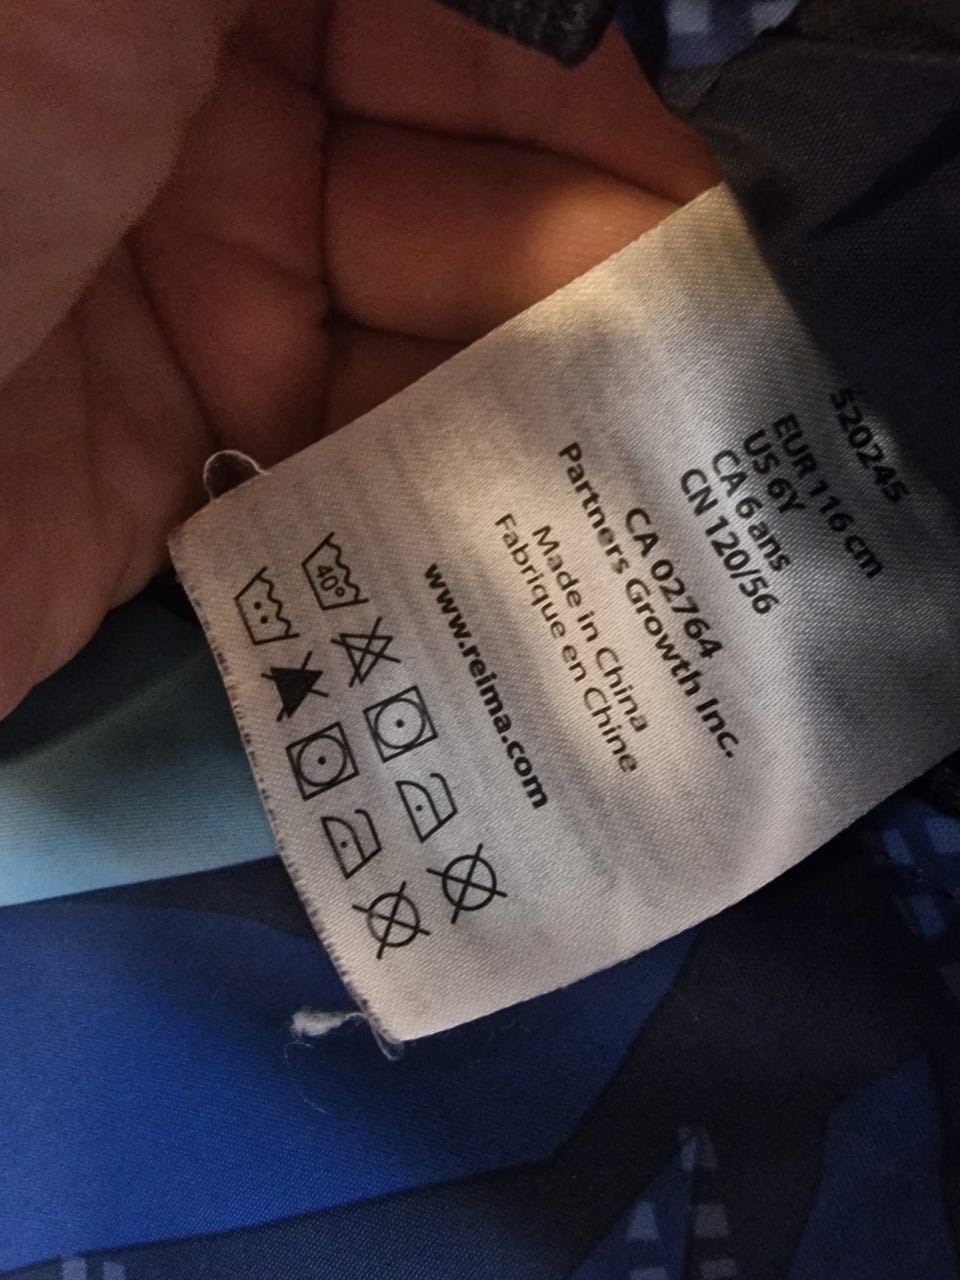 520245
EUR 116 cm
US 6Y
CA 6 ans
CN 120/56
CA 02764
Partners Growth Inc.
Made in China
Fabriqué en Chine
www.reima.com
40°